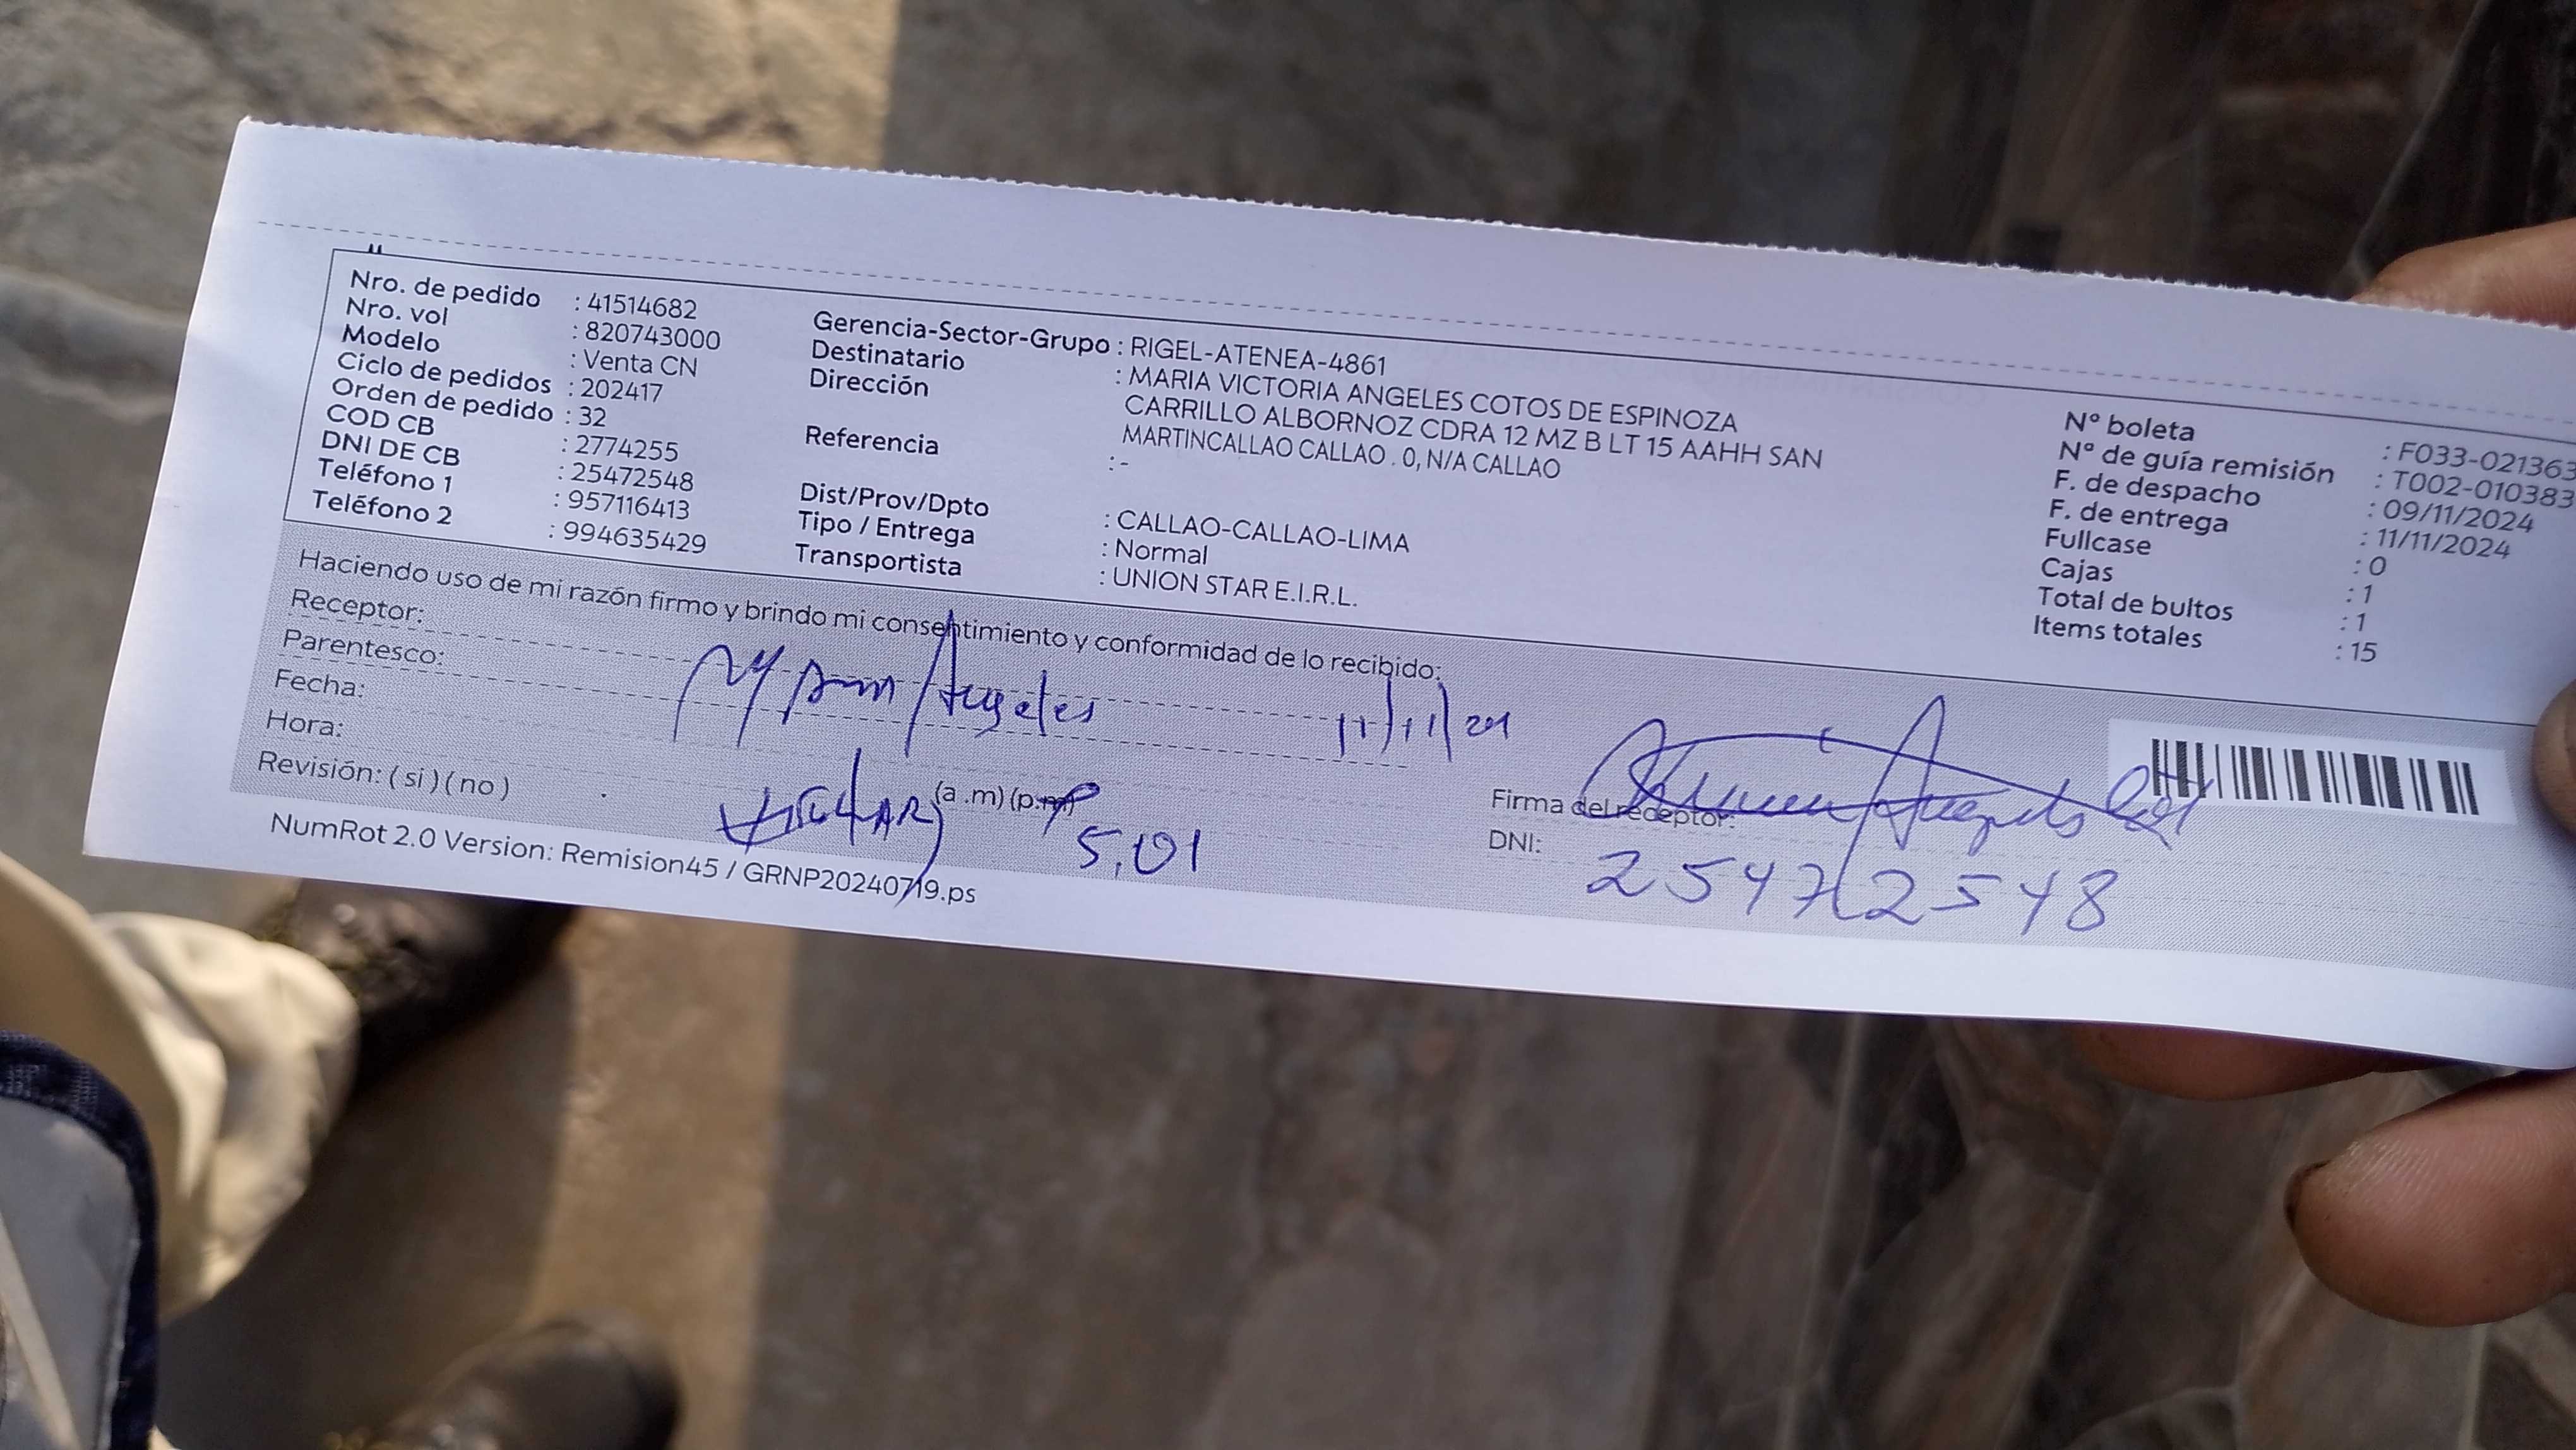 Nro. de pedido : 41514682
Nro. vol : 820743000
Modelo : Venta CN
Ciclo de pedidos : 202417
Orden de pedido : 32
COD CB : 2774255
DNI DE CB : 25472548
Teléfono 1 : 957116413
Teléfono 2 : 994635429
Gerencia-Sector-Grupo : RIGEL-ATENEA-4861
Destinatario : MARIA VICTORIA ANGELES COTOS DE ESPINOZA
Dirección CARRILLO ALBORNOZ CDRA 12 MZ B LT 15 AAHH SAN
MARTINCALLAO CALLAO . 0, N/A CALLAO
Referencia : -
Dist/Prov/Dpto : CALLAO-CALLAO-LIMA
Tipo / Entrega : Normal
Transportista : UNION STAR E.I.R.L.
Nº boleta : F033-021363
Nº de guía remisión : T002-010383
F. de despacho : 09/11/2024
F. de entrega : 11/11/2024
Fullcase : 0
Cajas : 1
Total de bultos : 1
Items totales : 15
Haciendo uso de mi razón firmo y brindo mi consentimiento y conformidad de lo recibido:
Receptor: Angeles
Parentesco:
Fecha: 11/11/24
Hora: (a .m) (p.m) 5,01
Revisión: ( si ) ( no )
Firma del receptor:
DNI: 25472548
NumRot 2.0 Version: Remision45 / GRNP20240719.ps